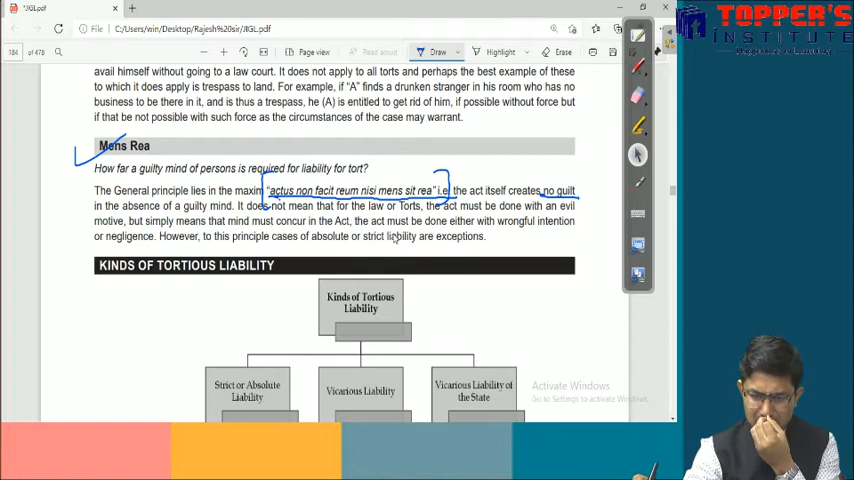 *JIGL.pdf
File | C:/Users/win/Desktop/Rajesh%20sir/JIGL.pdf
TOPPER'S
INSTITUTE
184 of 478
Page view
Read aloud
Draw
Highlight
Erase
avail himself without going to a law court. It does not apply to all torts and perhaps the best example of these
to which it does apply is trespass to land. For example, if "A" finds a drunken stranger in his room who has
no business to be there in it, and is thus a trespass, he (A) is entitled to get rid of him, if possible without force but
if that be not possible with such force as the circumstances of the case may warrant.
Mens Rea
How far a guilty mind of persons is required for liability for tort?
The General principle lies in the maxim "actus non facit reum nisi mens sit rea" i.e. the act itself creates no guilt
in the absence of a guilty mind. It does not mean that for the law or Torts, the act must be done with an evil
motive, but simply means that mind must concur in the Act, the act must be done either with wrongful intention
or negligence. However, to this principle cases of absolute or strict liability are exceptions.
KINDS OF TORTIOUS LIABILITY
Kinds of Tortious
Liability
Strict or Absolute
Liability
Vicarious Liability
Vicarious Liability of
the State
Activate Windows
Go to Settings to activate Windows.